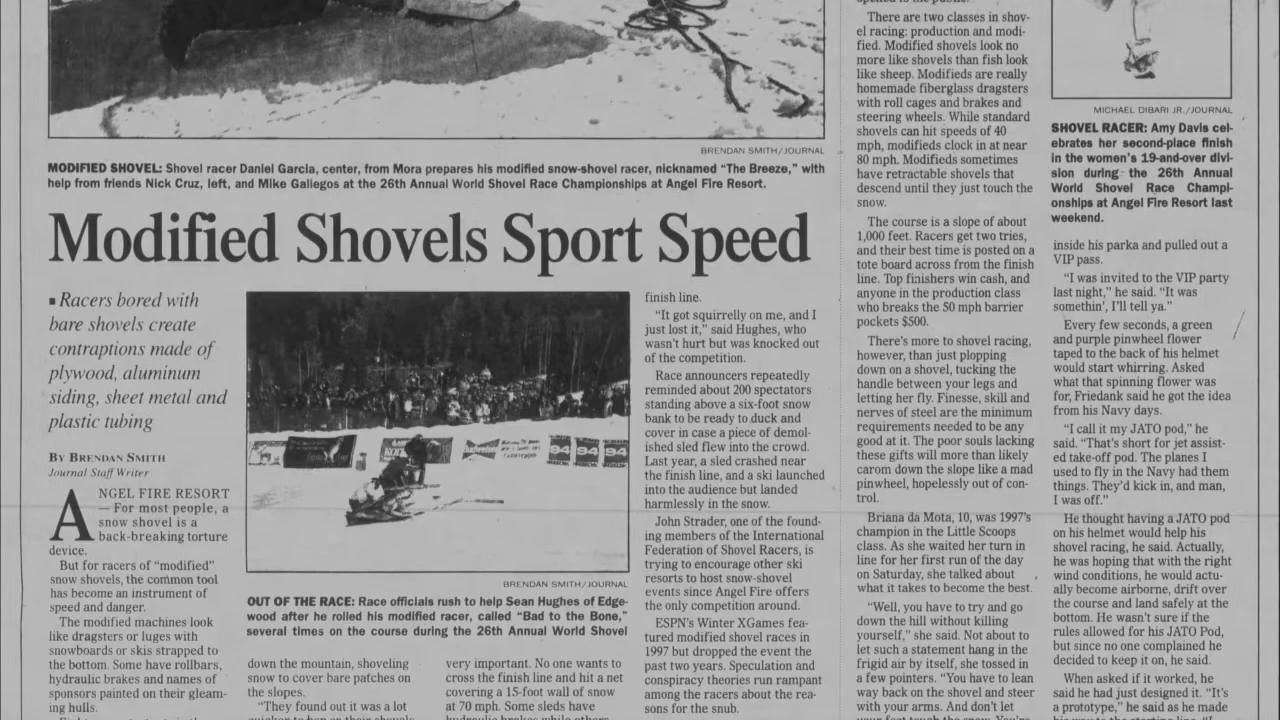 BRENDAN SMITH/JOURNAL
MODIFIED SHOVEL: Shovel racer Daniel Garcia, center, from Mora prepares his modified snow-shovel racer, nicknamed “The Breeze,” with
help from friends Nick Cruz, left, and Mike Gallegos at the 26th Annual World Shovel Race Championships at Angel Fire Resort.
Modified Shovels Sport Speed
▪ Racers bored with
bare shovels create
contraptions made of
plywood, aluminum
siding, sheet metal and
plastic tubing
BY BRENDAN SMITH
Journal Staff Writer
ANGEL FIRE RESORT
— For most people, a
snow shovel is a
back-breaking torture
device.
But for racers of “modified”
snow shovels, the common tool
has become an instrument of
speed and danger.
The modified machines look
like dragsters or luges with
snowboards or skis strapped to
the bottom. Some have rollbars,
hydraulic brakes and names of
sponsors painted on their gleam-
ing hulls.
Budweiser
94 94 94
BRENDAN SMITH/JOURNAL
OUT OF THE RACE: Race officials rush to help Sean Hughes of Edge-
wood after he rolled his modified racer, called “Bad to the Bone,”
several times on the course during the 26th Annual World Shovel
down the mountain, shoveling
snow to cover bare patches on
the slopes.
“They found out it was a lot
very important. No one wants to
cross the finish line and hit a net
covering a 15-foot wall of snow
at 70 mph. Some sleds have
hydraulic brakes while others
finish line.
“It got squirrelly on me, and I
just lost it,” said Hughes, who
wasn't hurt but was knocked out
of the competition.
Race announcers repeatedly
reminded about 200 spectators
standing above a six-foot snow
bank to be ready to duck and
cover in case a piece of demol-
ished sled flew into the crowd.
Last year, a sled crashed near
the finish line, and a ski launched
into the audience but landed
harmlessly in the snow.
John Strader, one of the found-
ing members of the International
Federation of Shovel Racers, is
trying to encourage other ski
resorts to host snow-shovel
events since Angel Fire offers
the only competition around.
ESPN's Winter XGames fea-
tured modified shovel races in
1997 but dropped the event the
past two years. Speculation and
conspiracy theories run rampant
among the racers about the rea-
sons for the snub.
There are two classes in shov-
el racing: production and modi-
fied. Modified shovels look no
more like shovels than fish look
like sheep. Modifieds are really
homemade fiberglass dragsters
with roll cages and brakes and
steering wheels. While standard
shovels can hit speeds of 40
mph, modifieds clock in at near
80 mph. Modifieds sometimes
have retractable shovels that
descend until they just touch the
snow.
The course is a slope of about
1,000 feet. Racers get two tries,
and their best time is posted on a
tote board across from the finish
line. Top finishers win cash, and
anyone in the production class
who breaks the 50 mph barrier
pockets $500.
There's more to shovel racing,
however, than just plopping
down on a shovel, tucking the
handle between your legs and
letting her fly. Finesse, skill and
nerves of steel are the minimum
requirements needed to be any
good at it. The poor souls lacking
these gifts will more than likely
carom down the slope like a mad
pinwheel, hopelessly out of con-
trol.
Briana da Mota, 10, was 1997's
champion in the Little Scoops
class. As she waited her turn in
line for her first run of the day
on Saturday, she talked about
what it takes to become the best.
“Well, you have to try and go
down the hill without killing
yourself,” she said. Not about to
let such a statement hang in the
frigid air by itself, she tossed in
a few pointers. “You have to lean
way back on the shovel and steer
with your arms. And don't let
MICHAEL DIBARI JR./JOURNAL
SHOVEL RACER: Amy Davis cel-
ebrates her second-place finish
in the women's 19-and-over divi-
sion during the 26th Annual
World Shovel Race Champi-
onships at Angel Fire Resort last
weekend.
inside his parka and pulled out a
VIP pass.
“I was invited to the VIP party
last night,” he said. “It was
somethin', I'll tell ya.”
Every few seconds, a green
and purple pinwheel flower
taped to the back of his helmet
would start whirring. Asked
what that spinning flower was
for, Friedank said he got the idea
from his Navy days.
“I call it my JATO pod,” he
said. “That's short for jet assist-
ed take-off pod. The planes I
used to fly in the Navy had them
things. They'd kick in, and man,
I was off.”
He thought having a JATO pod
on his helmet would help his
shovel racing, he said. Actually,
he was hoping that with the right
wind conditions, he would actu-
ally become airborne, drift over
the course and land safely at the
bottom. He wasn't sure if the
rules allowed for his JATO Pod,
but since no one complained he
decided to keep it on, he said.
When asked if it worked, he
said he had just designed it. “It's
a prototype,” he said as he made